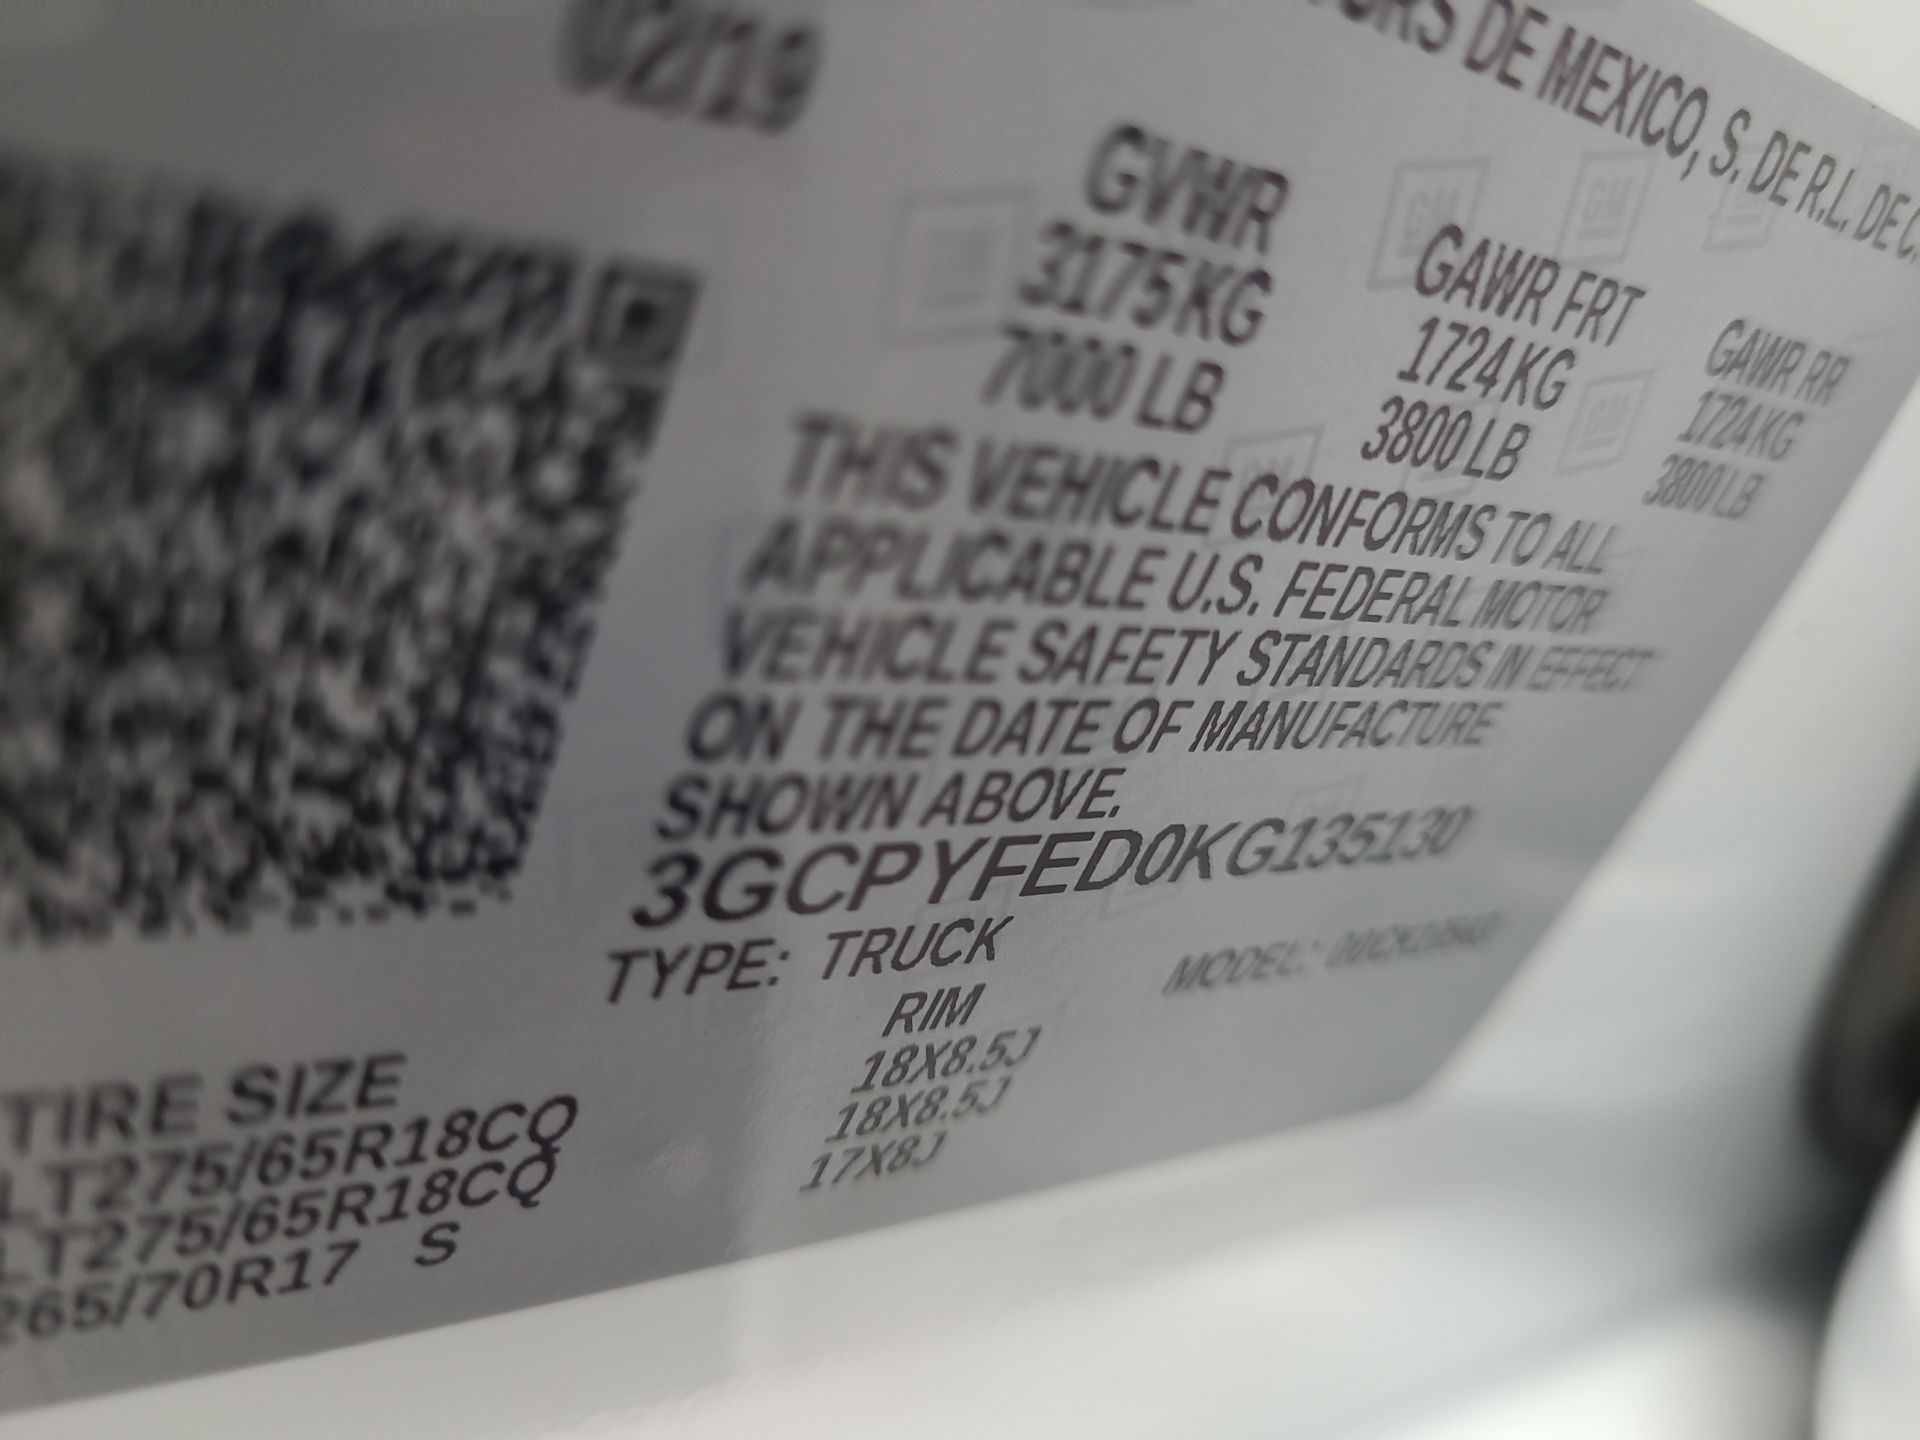 02/19
ORS DE MEXICO, S. DE R.L. DE C.
GVWR GAWR FRT GAWR RR
3175KG 1724KG 1724KG
7000 LB 3800 LB 3800 LB
THIS VEHICLE CONFORMS TO ALL
APPLICABLE U.S. FEDERAL MOTOR
VEHICLE SAFETY STANDARDS IN EFFECT
ON THE DATE OF MANUFACTURE
SHOWN ABOVE.
3GCPYFED0KG135130
TYPE: TRUCK MODEL:
TIRE SIZE RIM
LT275/65R18CQ 18X8.5J
LT275/65R18CQ 18X8.5J
265/70R17 S 17X8J